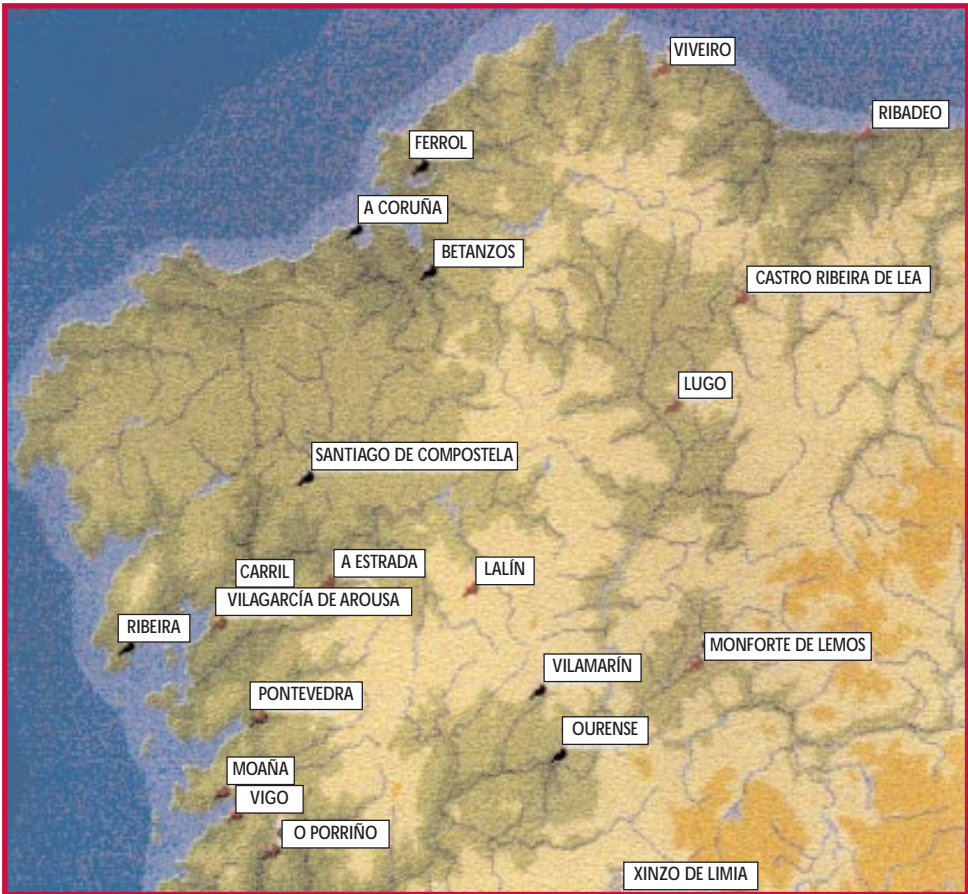 VIVEIRO
RIBADEO
FERROL
A CORUÑA
BETANZOS
CASTRO RIBEIRA DE LEA
LUGO
SANTIAGO DE COMPOSTELA
A ESTRADA
LALÍN
CARRIL
VILAGARCÍA DE AROUSA
RIBEIRA
MONFORTE DE LEMOS
VILAMARÍN
PONTEVEDRA
OURENSE
MOAÑA
VIGO
O PORRIÑO
XINZO DE LIMIA